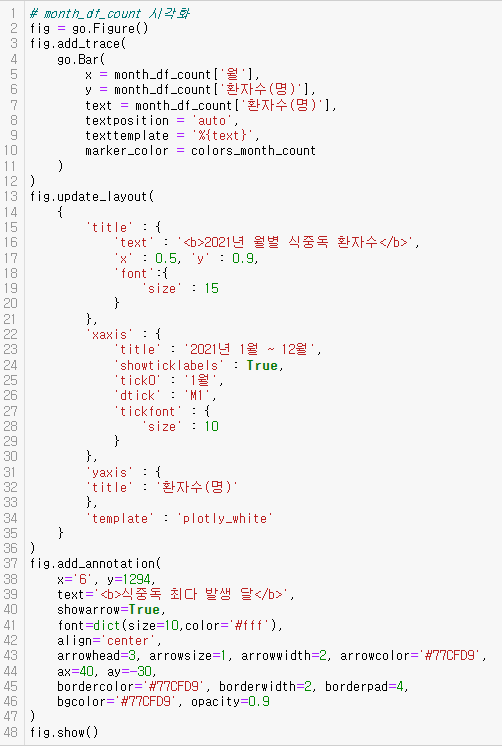 1 # month_df_count 시각화
2 fig = go.Figure()
3 fig.add_trace(
4     go.Bar(
5         x = month_df_count['월'],
6         y = month_df_count['환자수(명)'],
7         text = month_df_count['환자수(명)'],
8         textposition = 'auto',
9         texttemplate = '%{text}',
10         marker_color = colors_month_count
11     )
12 )
13 fig.update_layout(
14     {
15         'title' : {
16             'text' : '<b>2021년 월별 식중독 환자수</b>',
17             'x' : 0.5, 'y' : 0.9,
18             'font':{
19                 'size' : 15
20             }
21         },
22         'xaxis' : {
23             'title' : '2021년 1월 ~ 12월',
24             'showticklabels' : True,
25             'tick0' : '1월',
26             'dtick' : 'M1',
27             'tickfont' : {
28                 'size' : 10
29             }
30         },
31         'yaxis' : {
32         'title' : '환자수(명)'
33         },
34         'template' : 'plotly_white'
35     }
36 )
37 fig.add_annotation(
38     x='6', y=1294,
39     text='<b>식중독 최다 발생 달</b>',
40     showarrow=True,
41     font=dict(size=10,color='#fff'),
42     align='center',
43     arrowhead=3, arrowsize=1, arrowwidth=2, arrowcolor='#77CFD9',
44     ax=40, ay=-30,
45     bordercolor='#77CFD9', borderwidth=2, borderpad=4,
46     bgcolor='#77CFD9', opacity=0.9
47 )
48 fig.show()